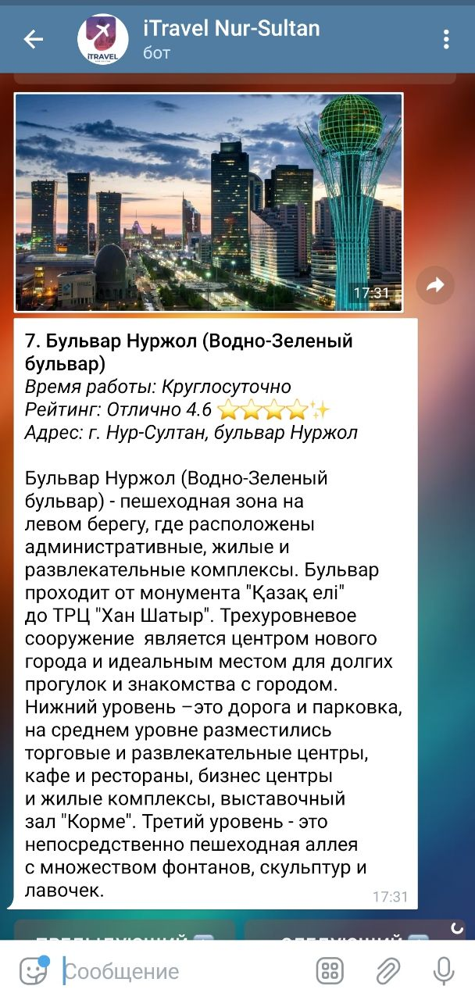 iTravel Nur-Sultan
бот
iTRAVEL
17:31
7. Бульвар Нуржол (Водно-Зеленый
бульвар)
Время работы: Круглосуточно
Рейтинг: Отлично 4.6 ⭐⭐⭐⭐✨
Адрес: г. Нур-Султан, бульвар Нуржол
Бульвар Нуржол (Водно-Зеленый
бульвар) - пешеходная зона на
левом берегу, где расположены
административные, жилые и
развлекательные комплексы. Бульвар
проходит от монумента "Қазақ елі"
до ТРЦ "Хан Шатыр". Трехуровневое
сооружение  является центром нового
города и идеальным местом для долгих
прогулок и знакомства с городом.
Нижний уровень –это дорога и парковка,
на среднем уровне разместились
торговые и развлекательные центры,
кафе и рестораны, бизнес центры
и жилые комплексы, выставочный
зал "Корме". Третий уровень - это
непосредственно пешеходная аллея
с множеством фонтанов, скульптур и
лавочек.
17:31
Сообщение